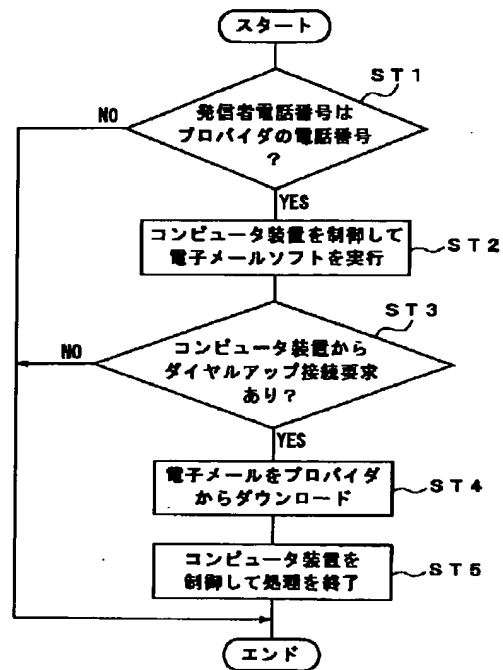 スタート
ST1
発信者電話番号は
プロバイダの電話番号
?
NO
YES
コンピュータ装置を制御して
電子メールソフトを実行
ST2
ST3
コンピュータ装置から
ダイヤルアップ接続要求
あり?
NO
YES
電子メールをプロバイダ
からダウンロード
ST4
コンピュータ装置を
制御して処理を終了
ST5
エンド